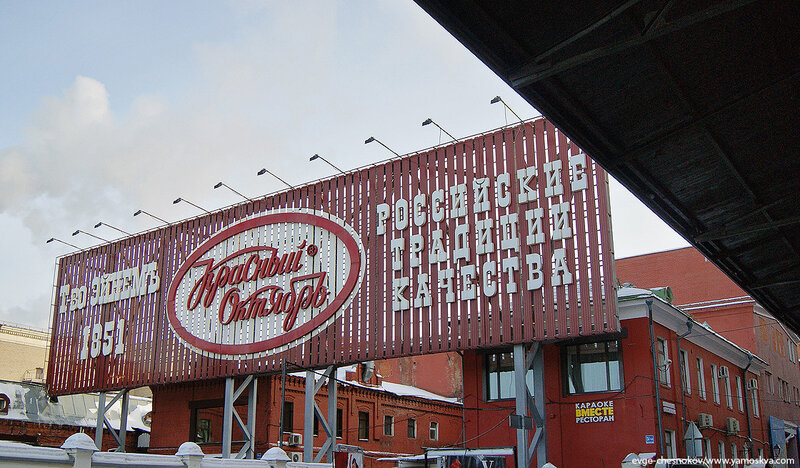 Т-во ЭЙНЕМЪ
1851
Красный
Октябрь
®
РОССИЙСКИЕ
ТРАДИЦИИ
КАЧЕСТВА
КАРАОКЕ
ВМЕСТЕ
РЕСТОРАН
evge-chesnokov/www.yamoskva.com